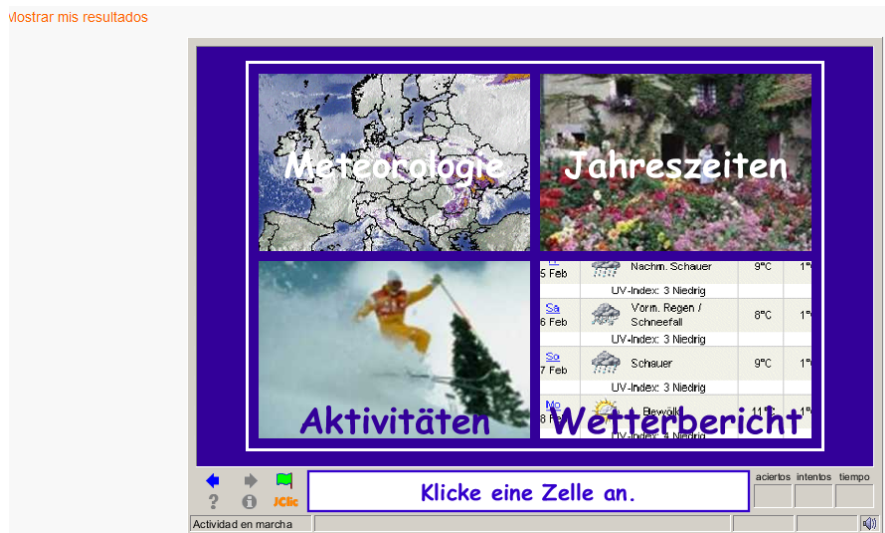 Mostrar mis resultados
Meteorologie
Jahreszeiten
5 Feb
Nachm. Schauer
9°C
UV-Index: 3 Niedrig
Sa
6 Feb
Vorm. Regen /
Schneefall
8°C
UV-Index: 3 Niedrig
So
7 Feb
Schauer
9°C
UV-Index: 3 Niedrig
Mo
11°C
Aktivitäten
Wetterbericht
Klicke eine Zelle an.
aciertos intentos tiempo
JClic
Actividad en marcha